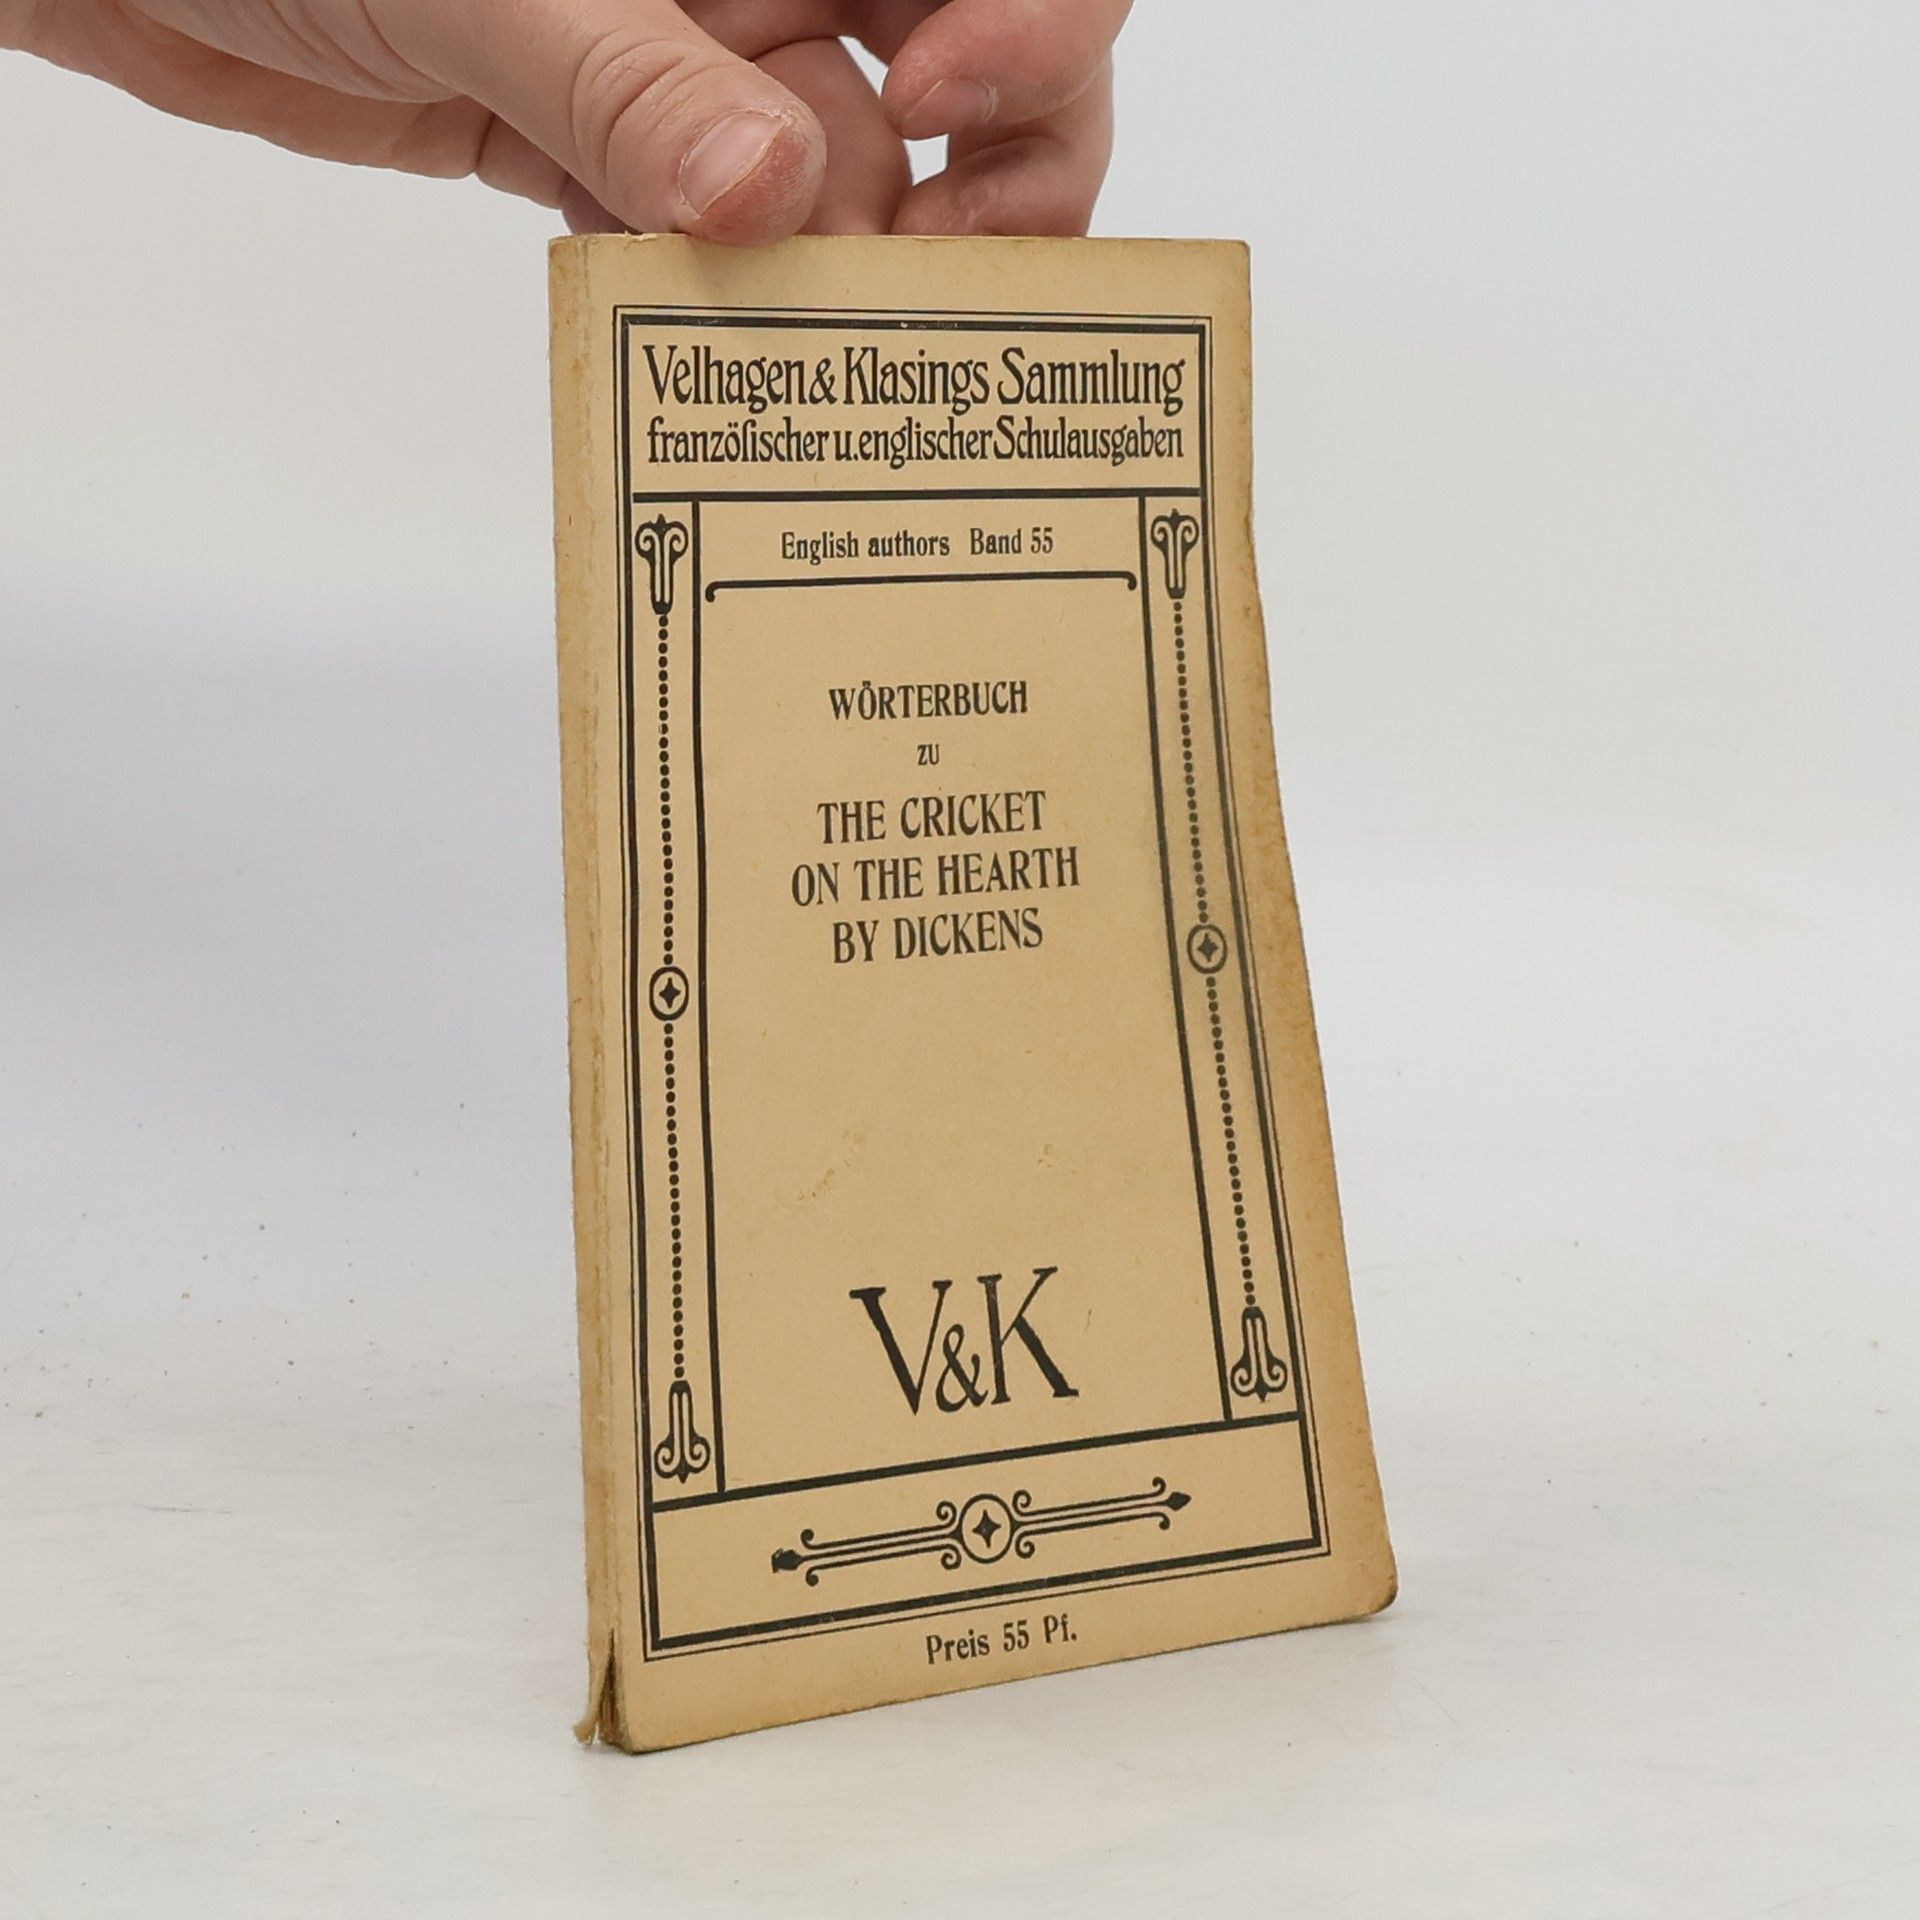 Velhagen & Klasings Sammlung
franzöſischer u. engliſcher Schulausgaben
English authors Band 55
WÖRTERBUCH
ZU
THE CRICKET
ON THE HEARTH
BY DICKENS
V&K
Preis 55 Pf.